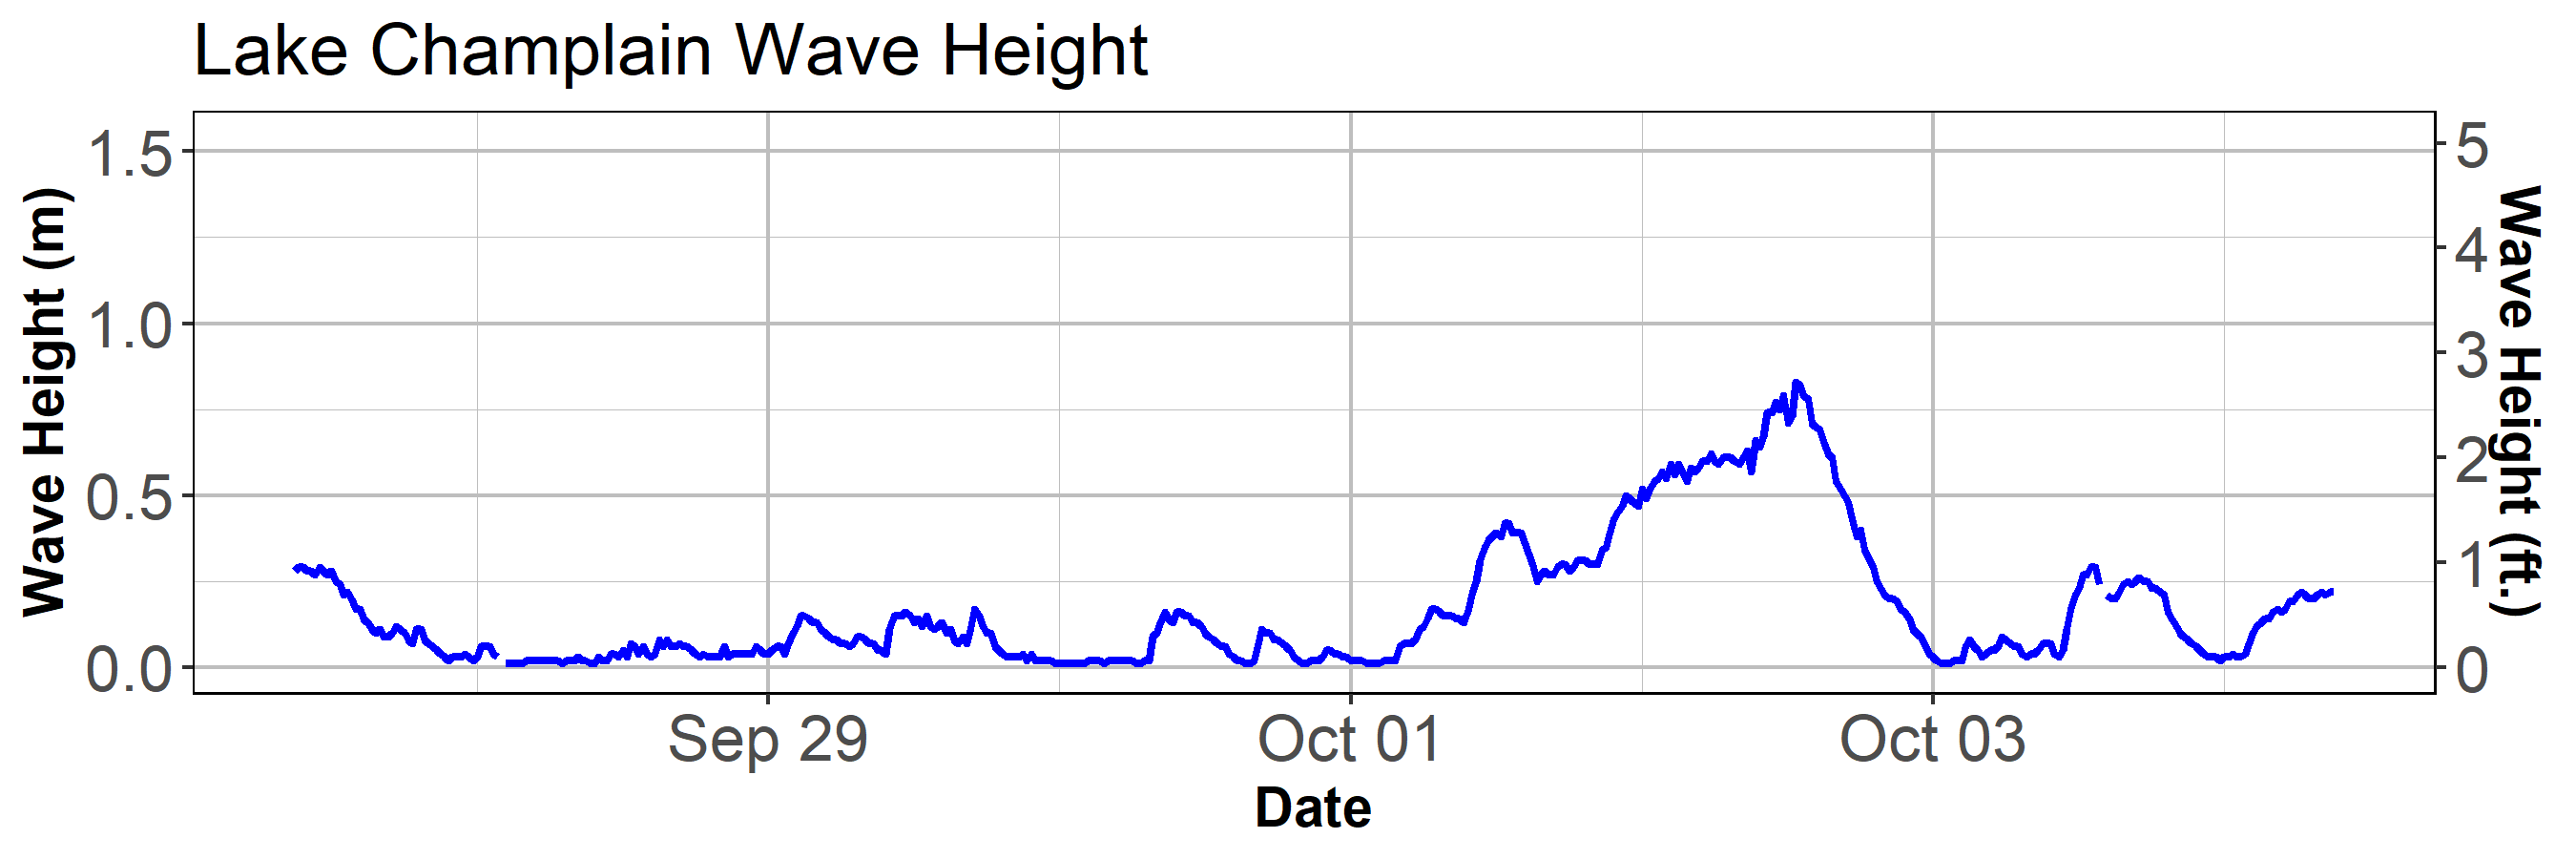 Lake Champlain Wave Height
Wave Height (m)
1.5
1.0
0.5
0.0
5
4
3
2
1
0
Wave Height (ft.)
Sep 29
Oct 01
Oct 03
Date